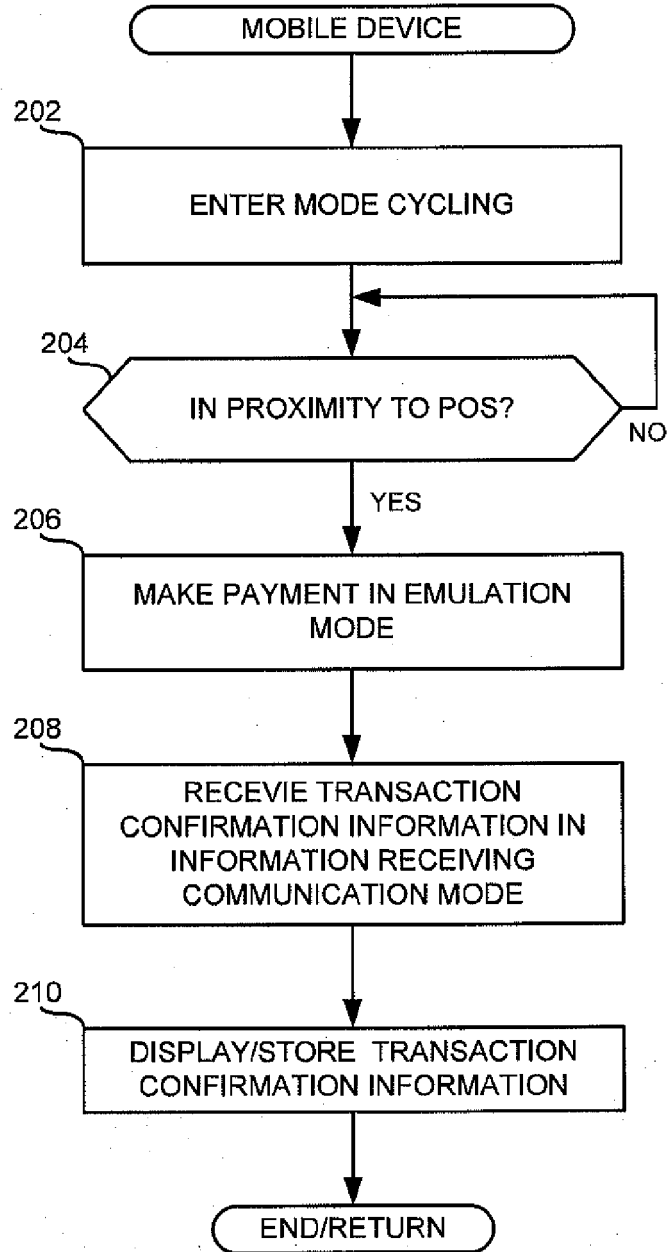 MOBILE DEVICE
202
ENTER MODE CYCLING
204
IN PROXIMITY TO POS?
NO
YES
206
MAKE PAYMENT IN EMULATION
MODE
208
RECEVIE TRANSACTION
CONFIRMATION INFORMATION IN
INFORMATION RECEIVING
COMMUNICATION MODE
210
DISPLAY/STORE TRANSACTION
CONFIRMATION INFORMATION
END/RETURN